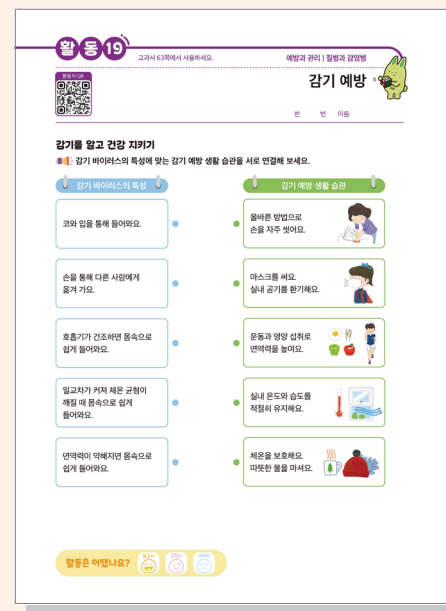 활동19
교과서 63쪽에서 사용하세요.
예방과 관리 | 질병과 감염병
활동지 QR
감기 예방
반 번 이름:
감기를 알고 건강 지키기
감기 바이러스의 특성에 맞는 감기 예방 생활 습관을 서로 연결해 보세요.
감기 바이러스의 특성
감기 예방 생활 습관
코와 입을 통해 들어와요.
올바른 방법으로
손을 자주 씻어요.
손을 통해 다른 사람에게
옮겨 가요.
마스크를 써요.
실내 공기를 환기해요.
호흡기가 건조하면 몸속으로
쉽게 들어와요.
운동과 영양 섭취로
면역력을 높여요.
일교차가 커져 체온 균형이
깨질 때 몸속으로 쉽게
들어와요.
실내 온도와 습도를
적절히 유지해요.
면역력이 약해지면 몸속으로
쉽게 들어와요.
체온을 보호해요.
따뜻한 물을 마셔요.
활동은 어땠나요?